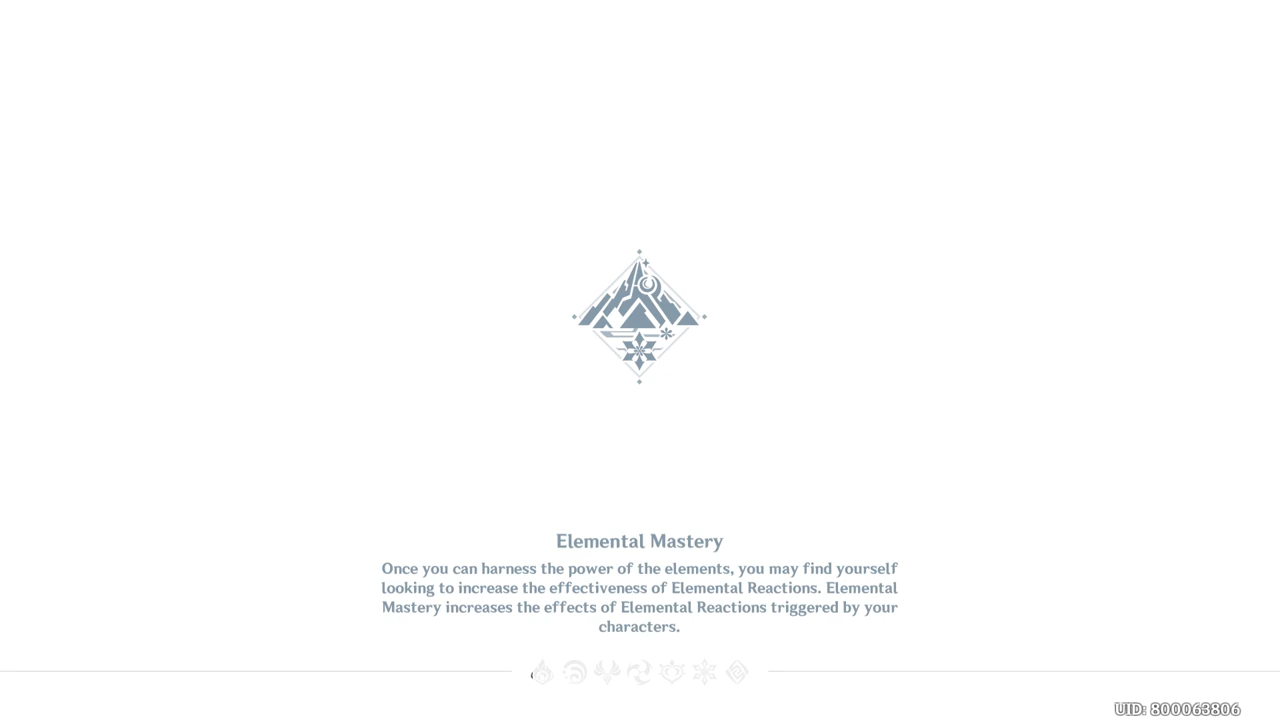 Elemental Mastery
Once you can harness the power of the elements, you may find yourself
looking to increase the effectiveness of Elemental Reactions. Elemental
Mastery increases the effects of Elemental Reactions triggered by your
characters.
UID: 800063806